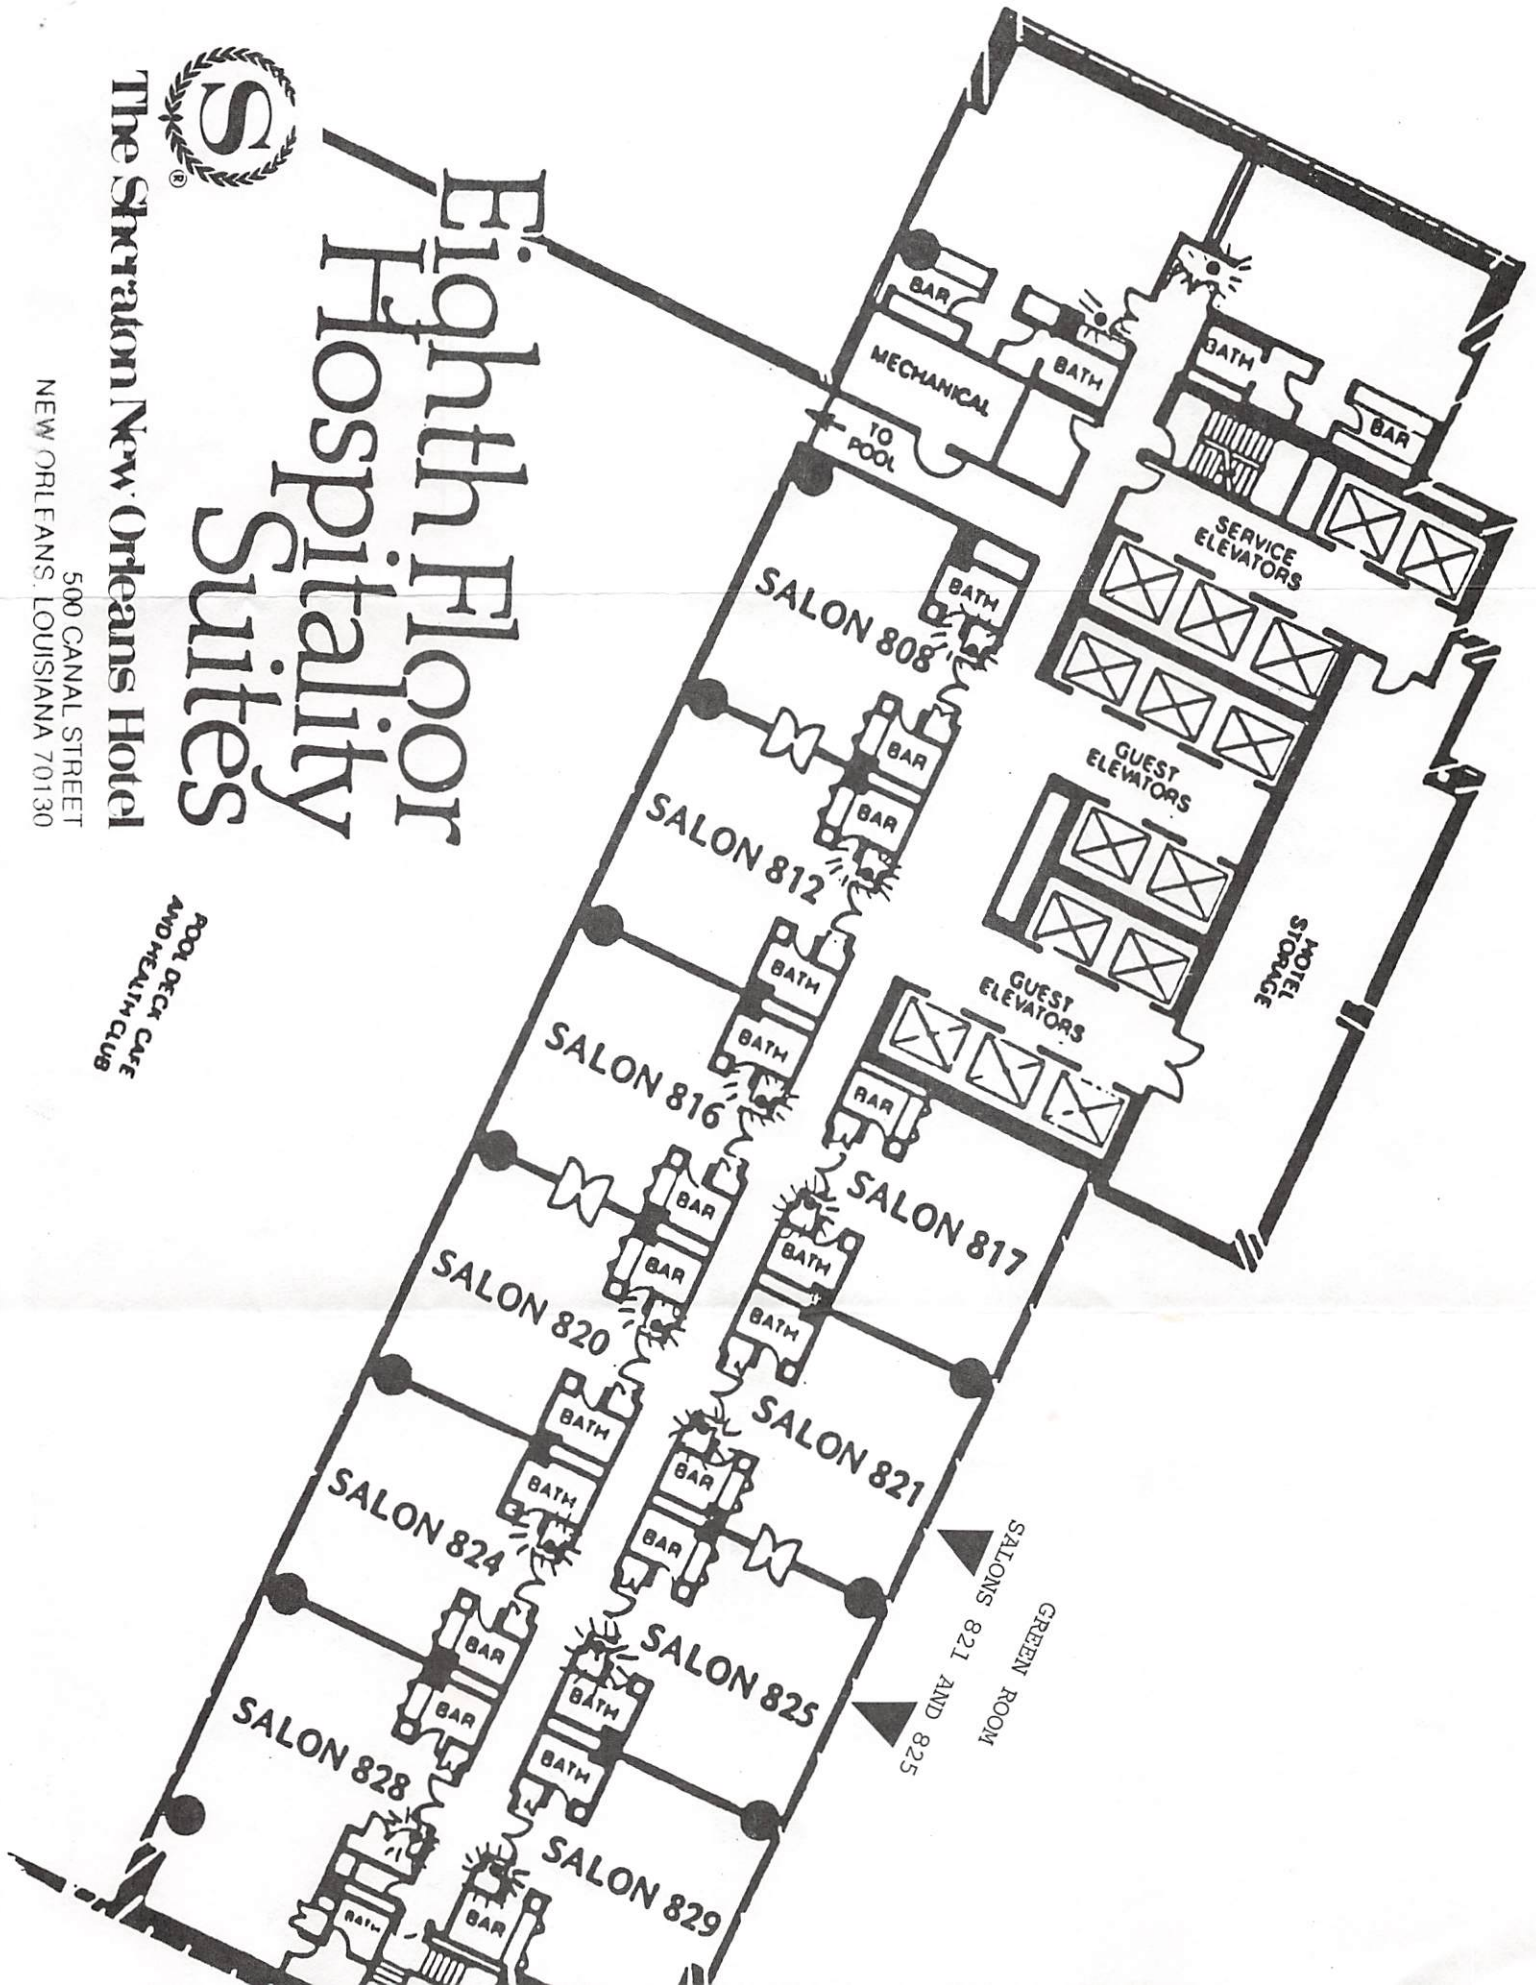 S
®
The Sheraton New Orleans Hotel
500 CANAL STREET
NEW ORLEANS, LOUISIANA 70130
Eighth Floor
Hospitality
Suites
POOL DECK CAFE
AND HEALTH CLUB
BAR
MECHANICAL
BATH
BATH
BAR
TO
POOL
SERVICE
ELEVATORS
BATH
SALON 808
BAR
GUEST
ELEVATORS
BAR
SALON 812
HOTEL
STORAGE
BATH
GUEST
ELEVATORS
BATH
SALON 816
BAR
SALON 817
BAR
BATH
BAR
SALON 820
BATH
BATH
SALON 821
BAR
BATH
SALON 824
BAR
BAR
SALON 825
BAR
SALON 828
BATH
BATH
SALON 829
BATH
BAR
GREEN ROOM
SALONS 821 AND 825